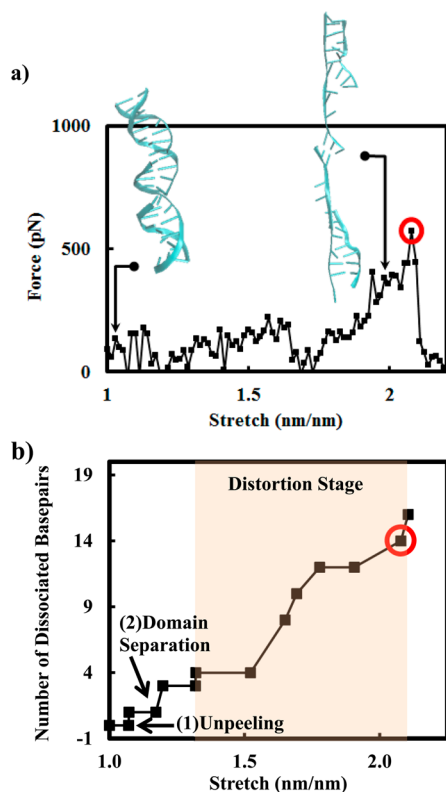 a)
1000
500
0
Force (pN)
1
1.5
2
Stretch (nm/nm)
b)
19
14
9
4
-1
Number of Dissociated Basepairs
Distortion Stage
(2)Domain
Separation
(1)Unpeeling
1.0
1.5
2.0
Stretch (nm/nm)